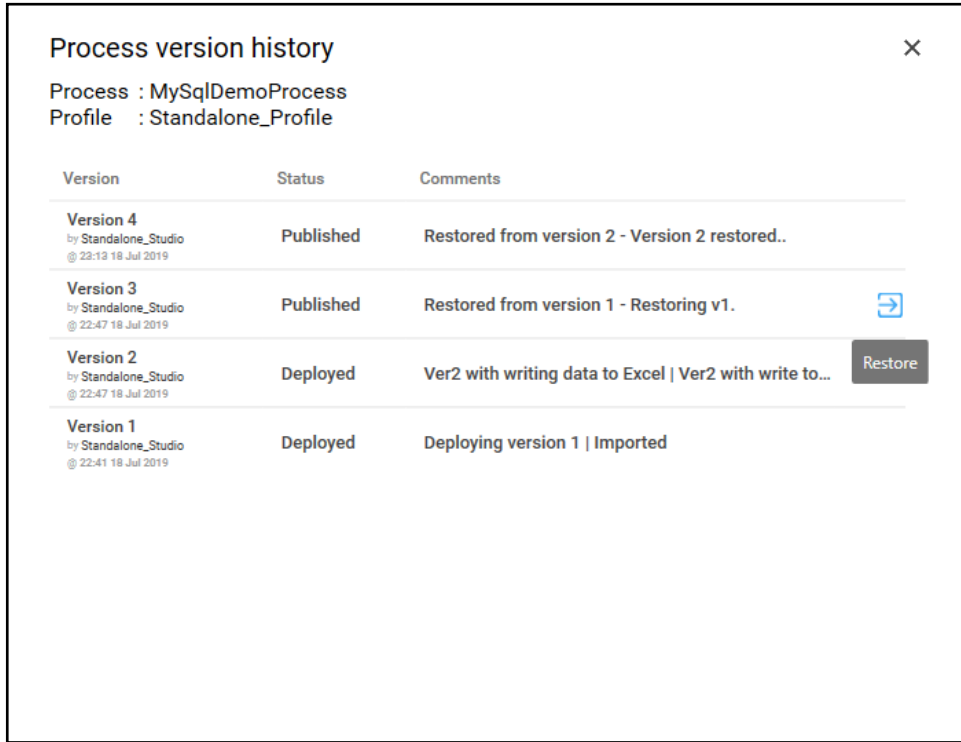 Process version history
Process : MySqlDemoProcess
Profile : Standalone_Profile
Version Status Comments
Version 4
by Standalone_Studio
@ 23:13 18 Jul 2019
Published
Restored from version 2 - Version 2 restored..
Version 3
by Standalone_Studio
@ 22:47 18 Jul 2019
Published
Restored from version 1 - Restoring v1.
Restore
Version 2
by Standalone_Studio
@ 22:47 18 Jul 2019
Deployed
Ver2 with writing data to Excel | Ver2 with write to...
Version 1
by Standalone_Studio
@ 22:41 18 Jul 2019
Deployed
Deploying version 1 | Imported